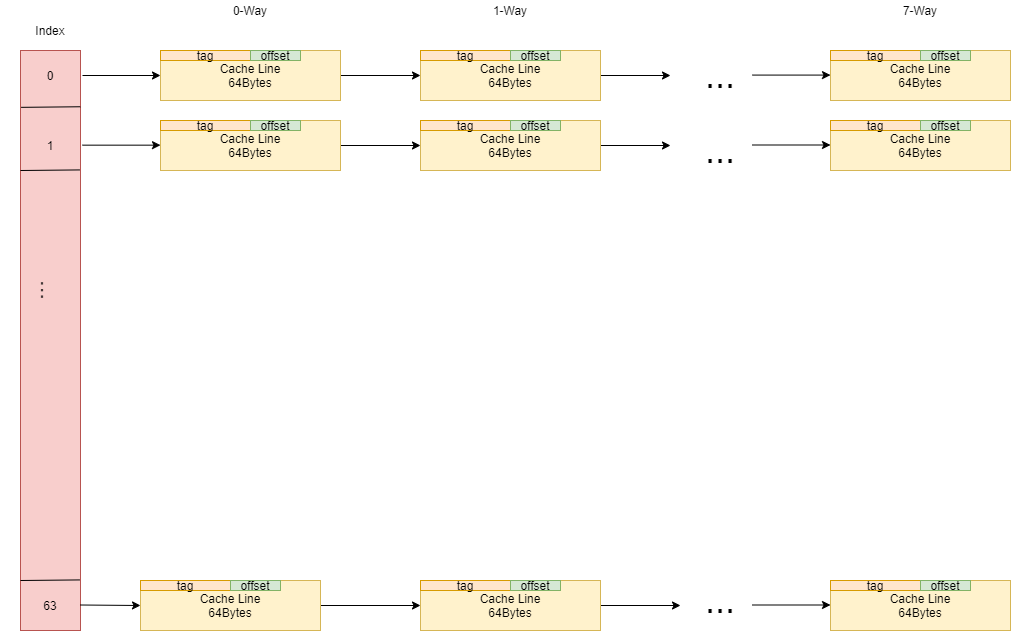 0-Way 1-Way 7-Way
Index
0 tag offset tag offset ... tag offset
Cache Line Cache Line Cache Line
64Bytes 64Bytes 64Bytes
1 tag offset tag offset ... tag offset
Cache Line Cache Line Cache Line
64Bytes 64Bytes 64Bytes
...
63 tag offset tag offset ... tag offset
Cache Line Cache Line Cache Line
64Bytes 64Bytes 64Bytes